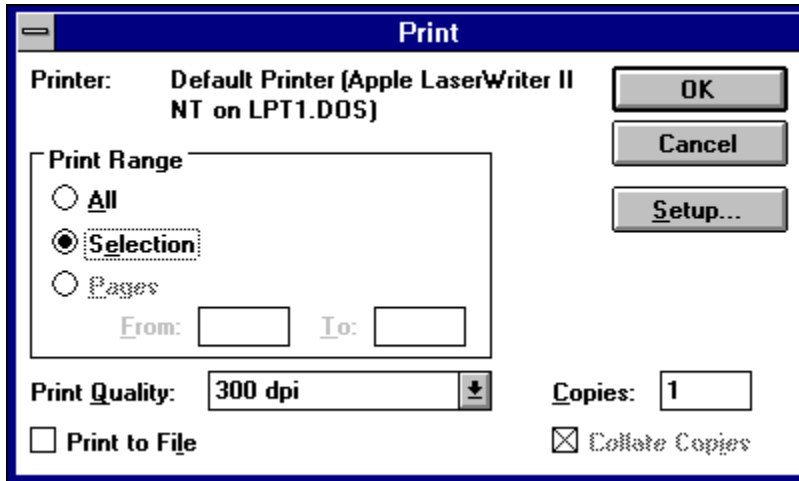 Print
Printer: Default Printer (Apple LaserWriter II
NT on LPT1.DOS)
OK
Cancel
Setup...
Print Range
All
Selection
Pages
From: To:
Print Quality: 300 dpi
Copies: 1
Print to File
Collate Copies